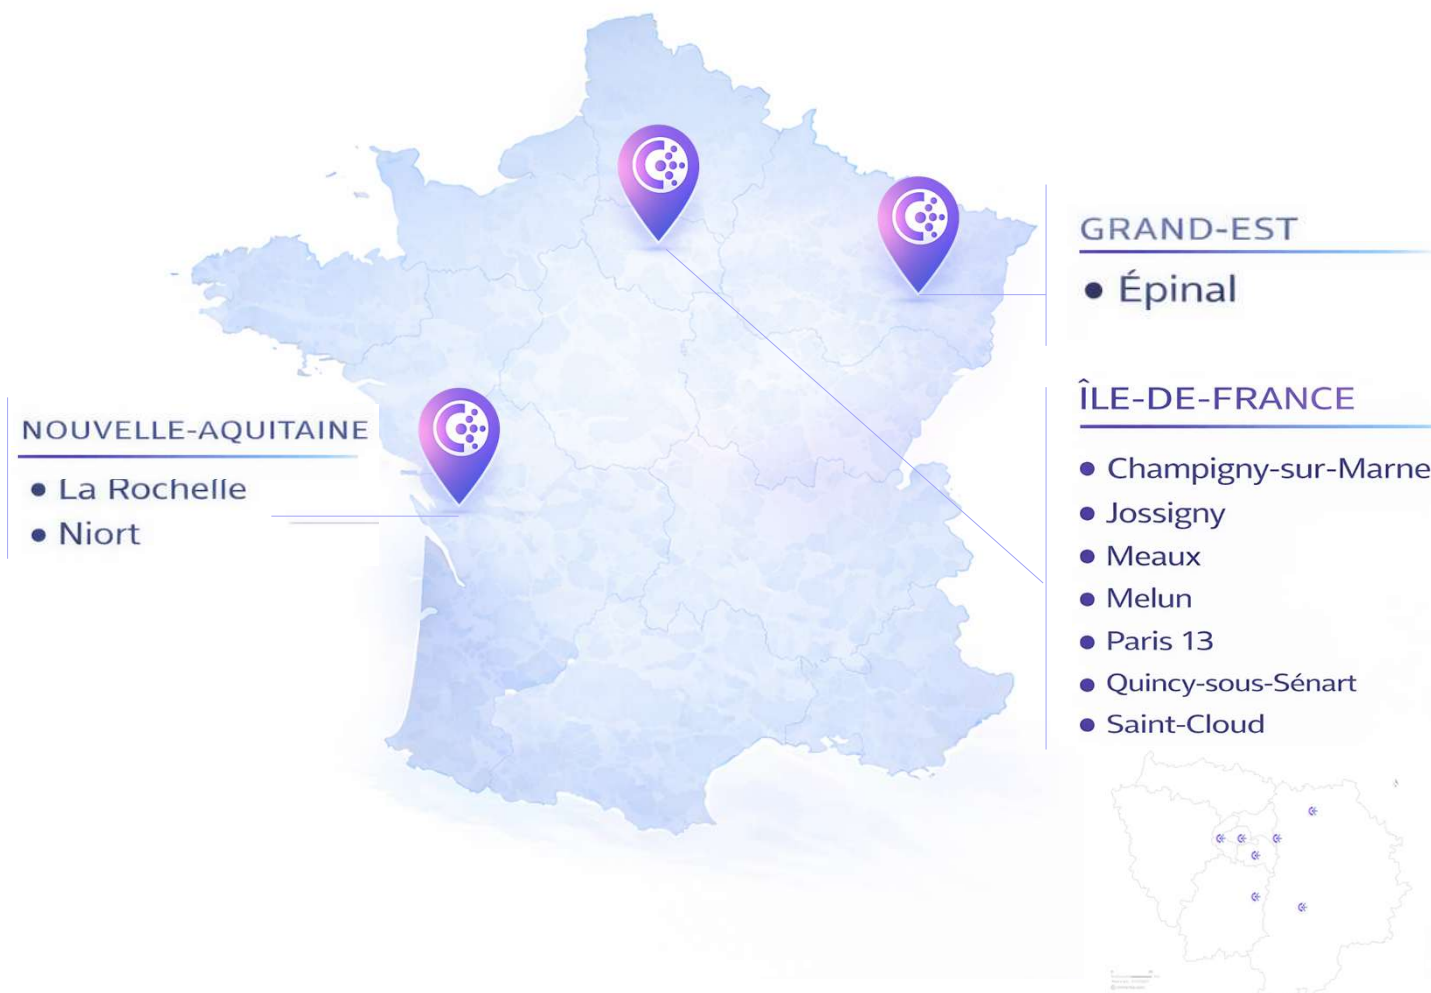 GRAND-EST
• Épinal
ÎLE-DE-FRANCE
• Champigny-sur-Marne
• Jossigny
• Meaux
• Melun
• Paris 13
• Quincy-sous-Sénart
• Saint-Cloud
NOUVELLE-AQUITAINE
• La Rochelle
• Niort